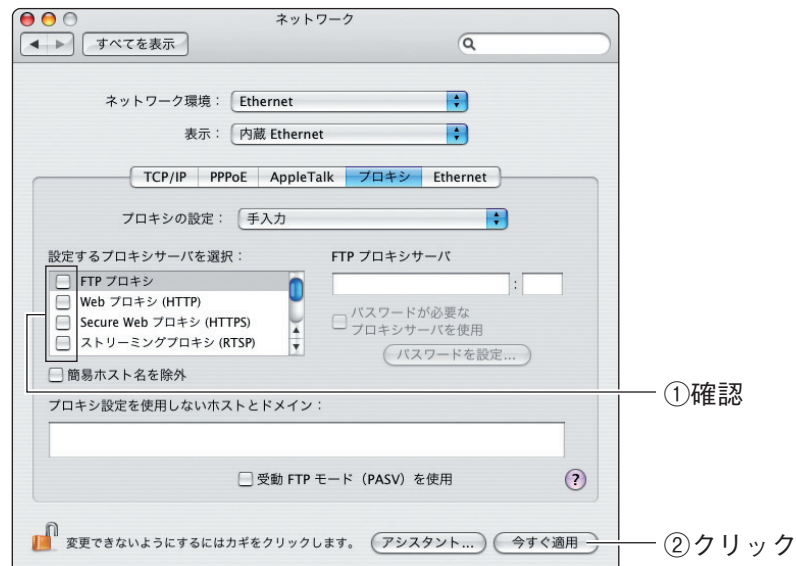 ネットワーク
すべてを表示
ネットワーク環境： Ethernet
表示： 内蔵 Ethernet
TCP/IP PPPoE AppleTalk プロキシ Ethernet
プロキシの設定： 手入力
設定するプロキシサーバを選択：
FTP プロキシ
Web プロキシ (HTTP)
Secure Web プロキシ (HTTPS)
ストリーミングプロキシ (RTSP)
簡易ホスト名を除外
FTP プロキシサーバ
:
パスワードが必要な
プロキシサーバを使用
パスワードを設定...
①確認
プロキシ設定を使用しないホストとドメイン：
受動 FTP モード（PASV）を使用
?
変更できないようにするにはカギをクリックします。 アシスタント... 今すぐ適用
②クリック